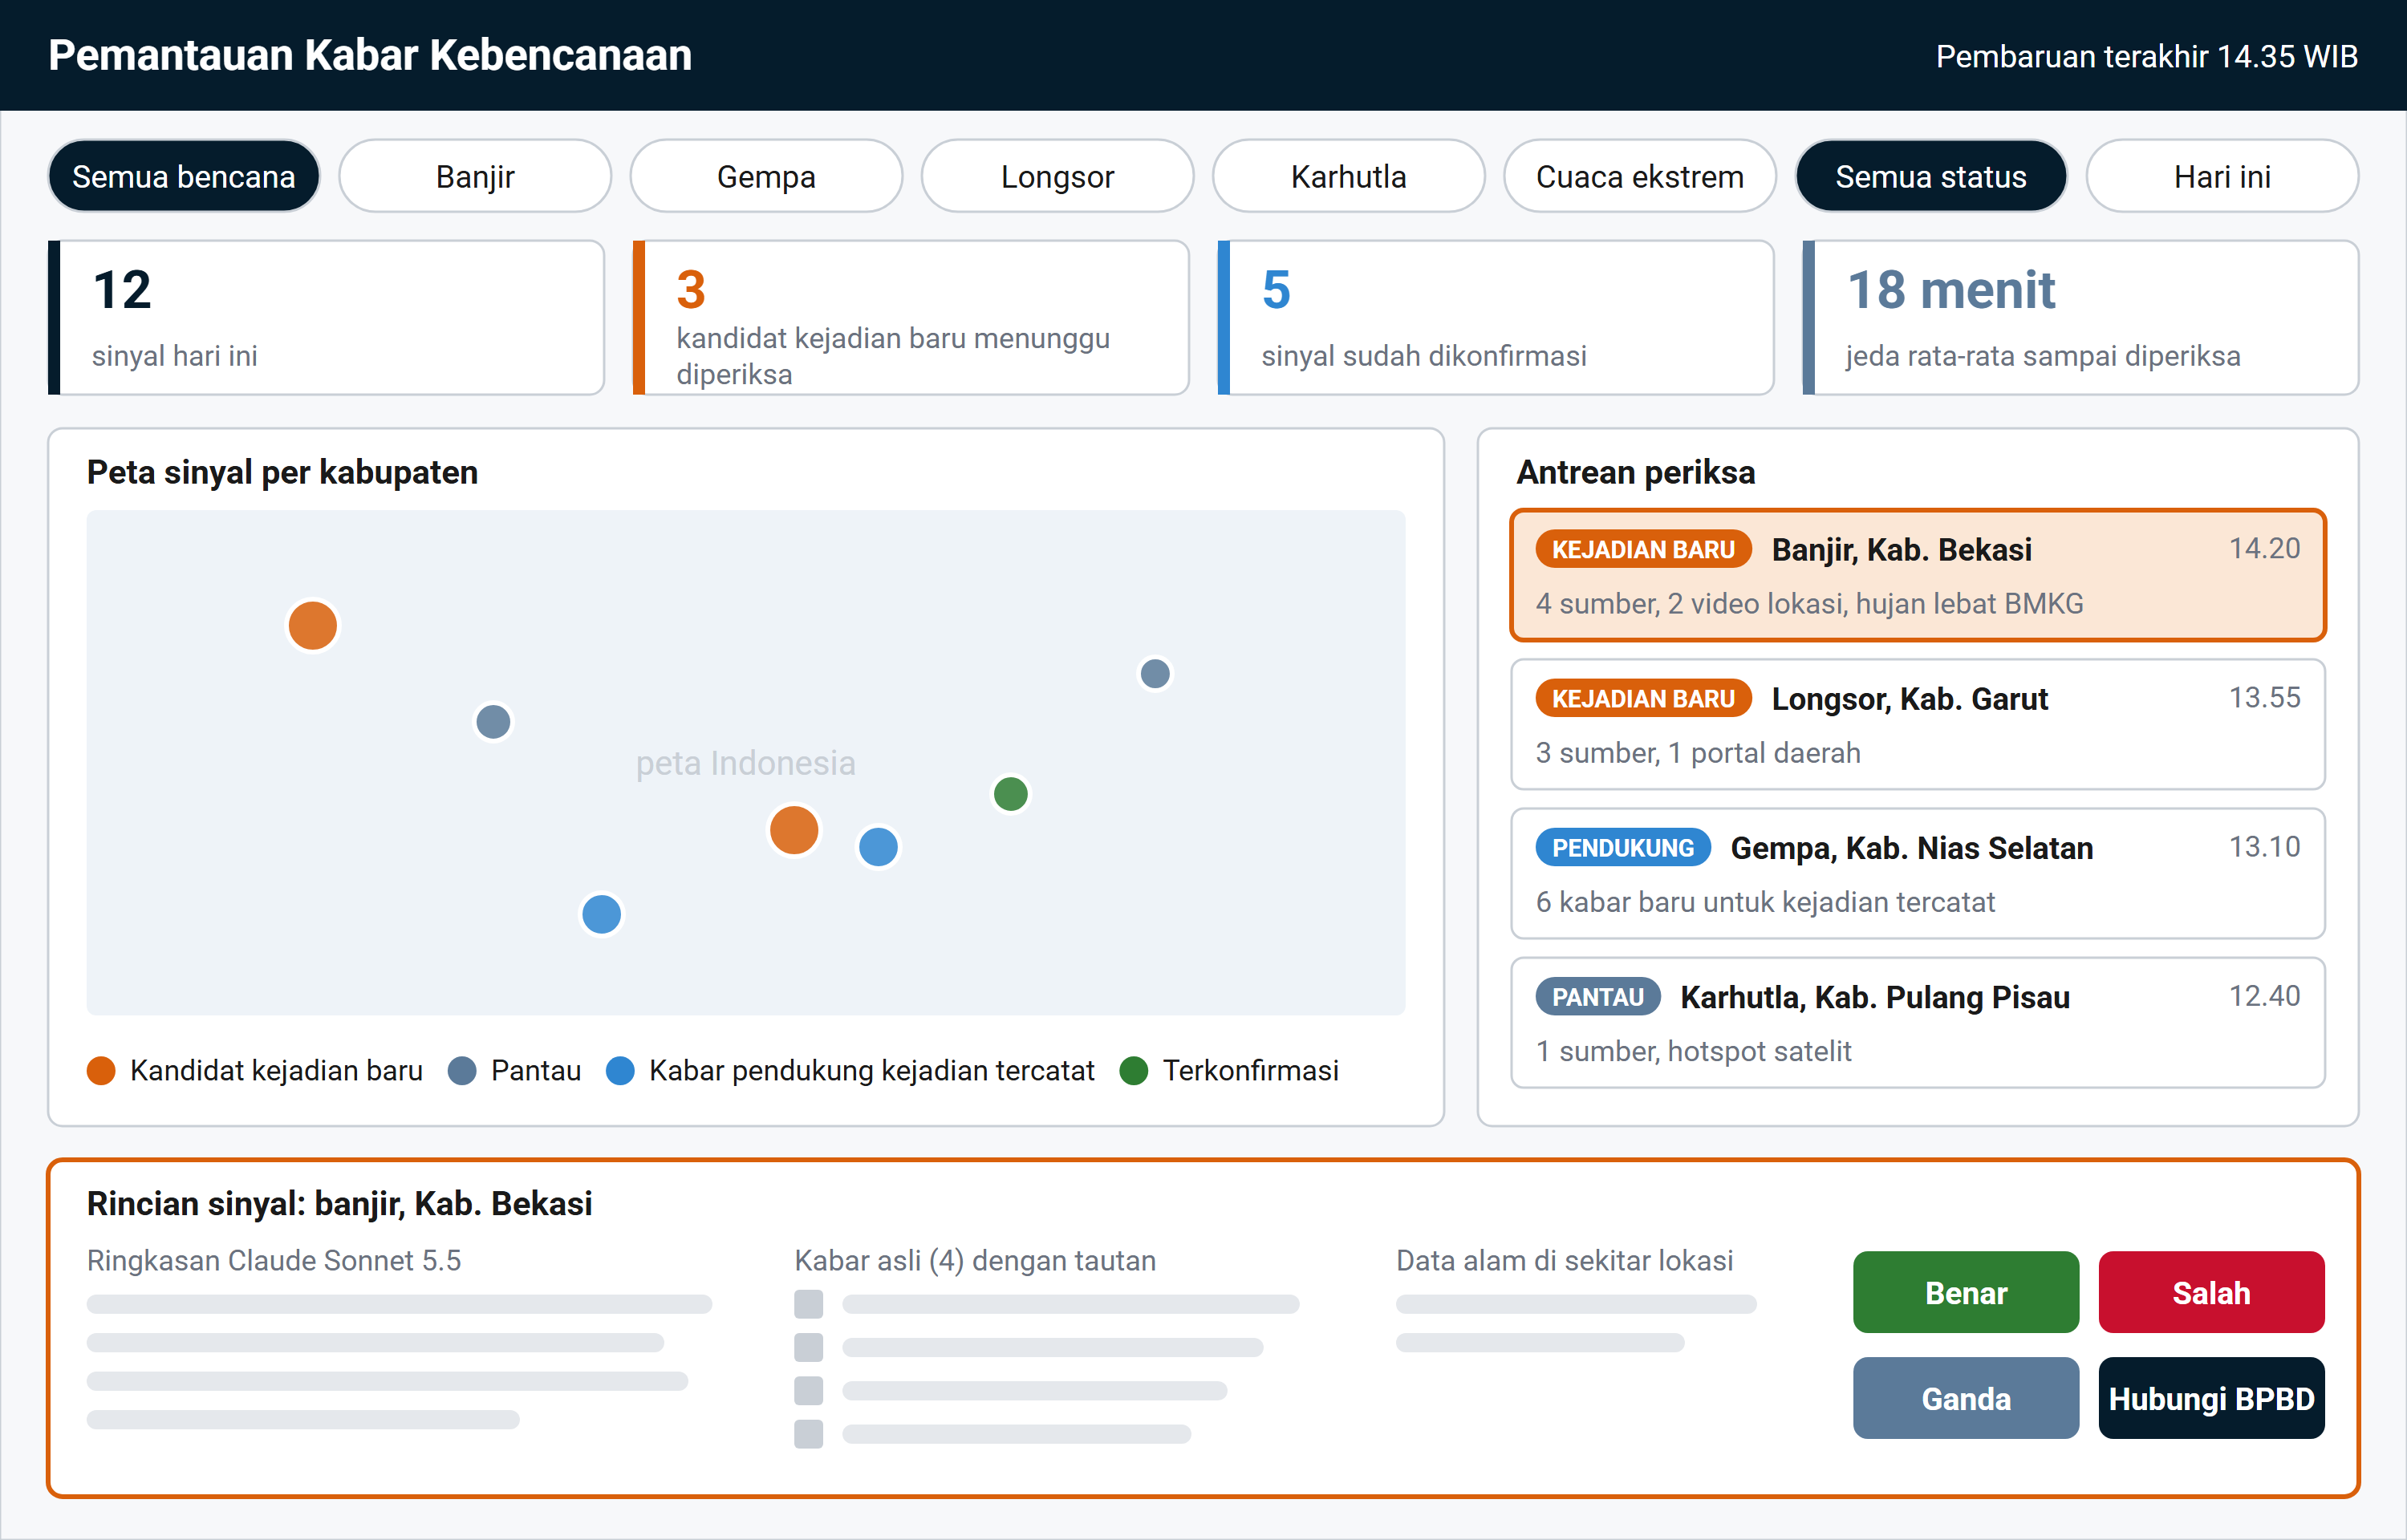 Pemantauan Kabar Kebencanaan
Pembaruan terakhir 14.35 WIB
Semua bencana
Banjir
Gempa
Longsor
Karhutla
Cuaca ekstrem
Semua status
Hari ini
12
sinyal hari ini
3
kandidat kejadian baru menunggu
diperiksa
5
sinyal sudah dikonfirmasi
18 menit
jeda rata-rata sampai diperiksa
Peta sinyal per kabupaten
peta Indonesia
Kandidat kejadian baru
Pantau
Kabar pendukung kejadian tercatat
Terkonfirmasi
Antrean periksa
KEJADIAN BARU Banjir, Kab. Bekasi 14.20
4 sumber, 2 video lokasi, hujan lebat BMKG
KEJADIAN BARU Longsor, Kab. Garut 13.55
3 sumber, 1 portal daerah
PENDUKUNG Gempa, Kab. Nias Selatan 13.10
6 kabar baru untuk kejadian tercatat
PANTAU Karhutla, Kab. Pulang Pisau 12.40
1 sumber, hotspot satelit
Rincian sinyal: banjir, Kab. Bekasi
Ringkasan Claude Sonnet 5.5
Kabar asli (4) dengan tautan
Data alam di sekitar lokasi
Benar
Salah
Ganda
Hubungi BPBD